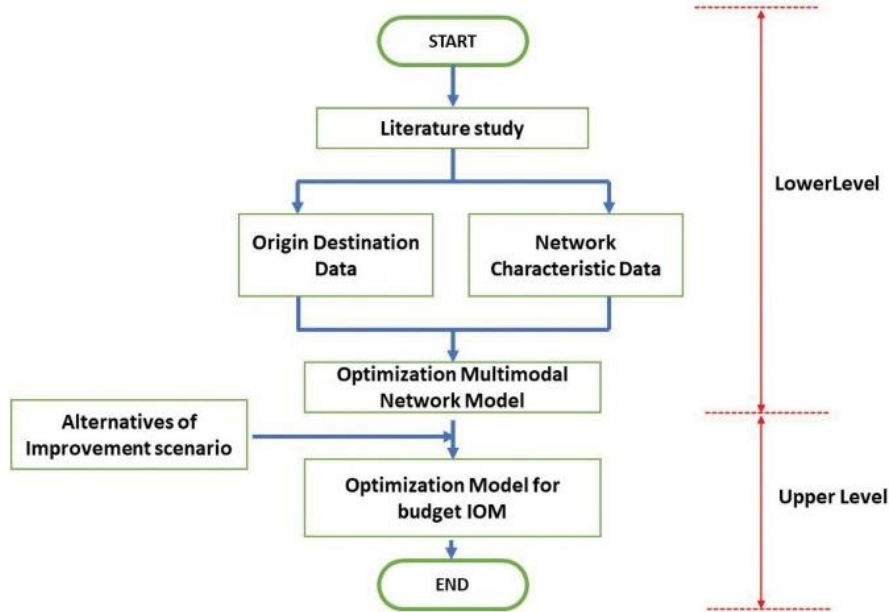 START
Literature study
LowerLevel
Origin Destination
Data
Network
Characteristic Data
Optimization Multimodal
Network Model
Alternatives of
Improvement scenario
Optimization Model for
budget IOM
Upper Level
END